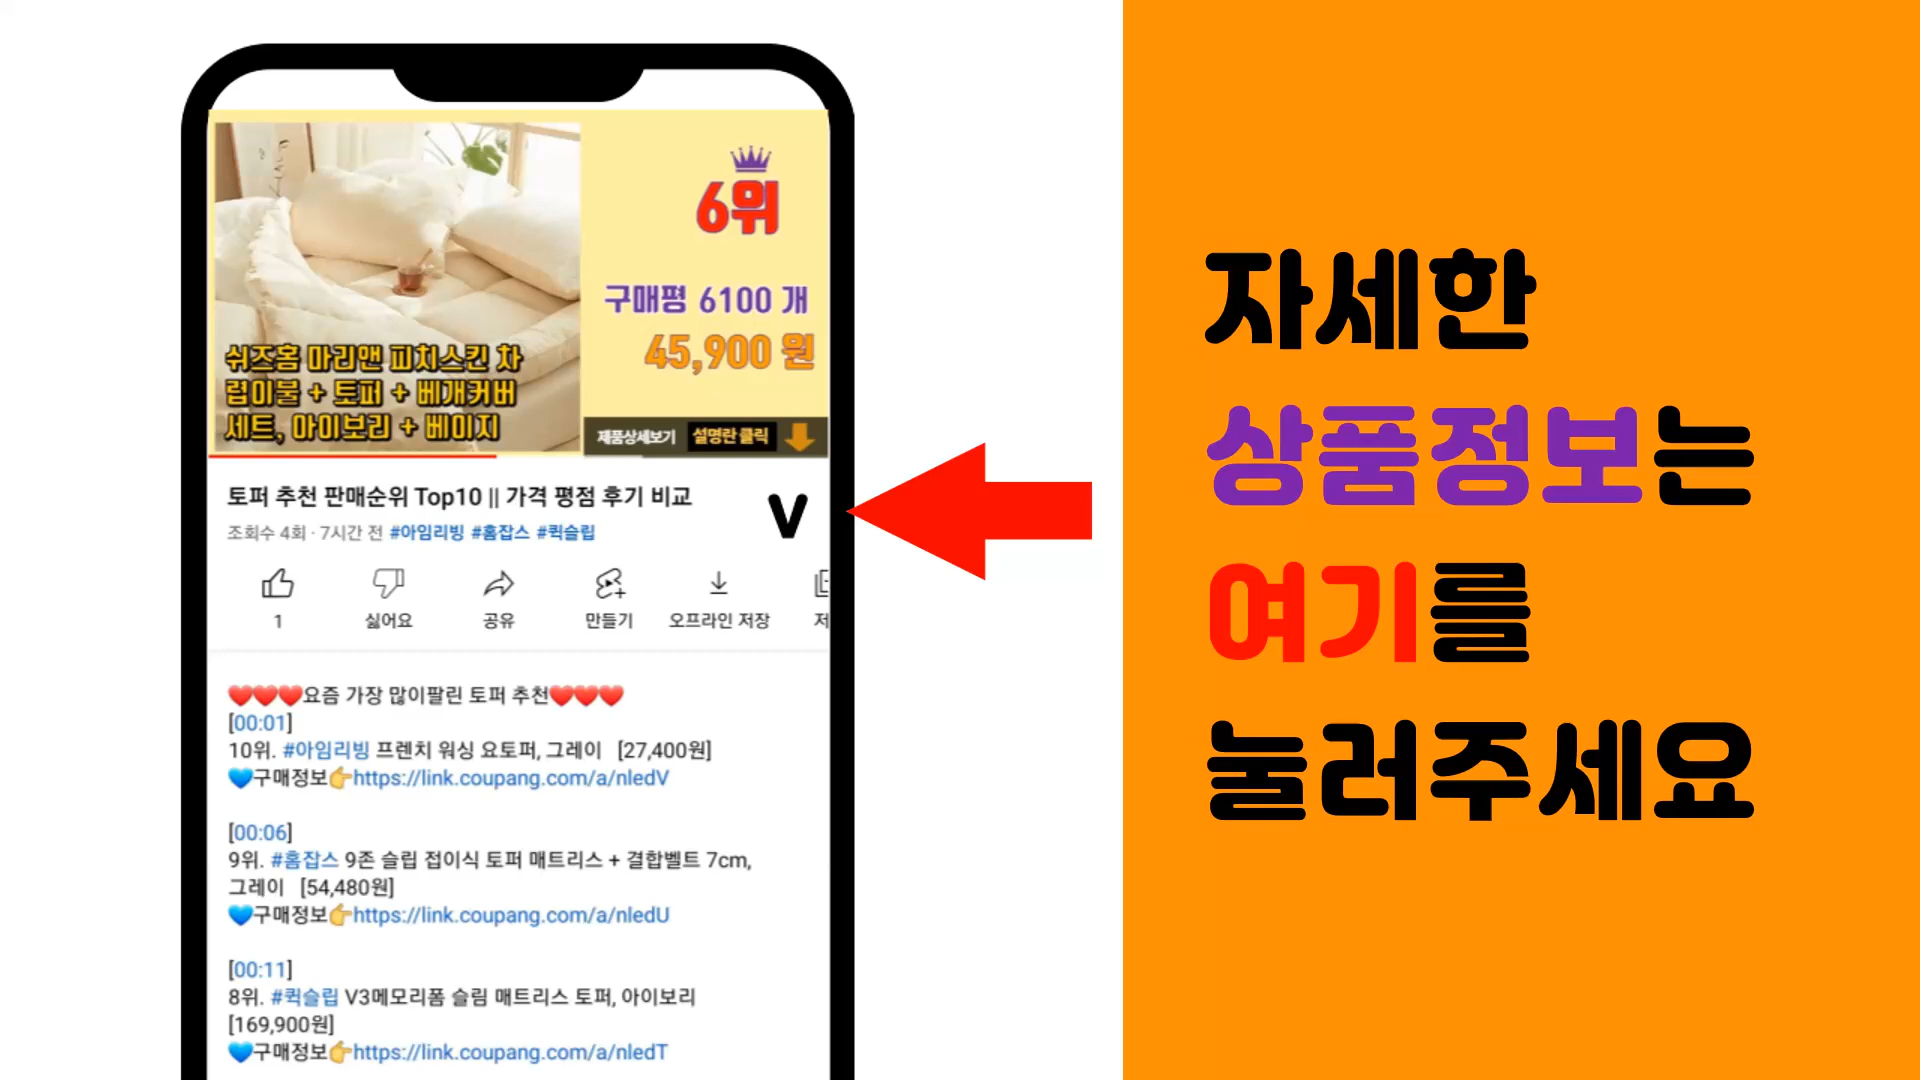 6위
구매평 6100 개
45,900 원
쉬즈홈 마리앤 피치스킨 차
렵이불 + 토퍼 + 베개커버
세트, 아이보리 + 베이지
제품상세보기 설명란 클릭
토퍼 추천 판매순위 Top10 || 가격 평점 후기 비교
V
조회수 4회 · 7시간 전 #아임리빙 #홈잡스 #퀵슬립
1 싫어요 공유 만들기 오프라인 저장 저
❤️❤️❤️요즘 가장 많이팔린 토퍼 추천❤️❤️❤️
[00:01]
10위. #아임리빙 프렌치 워싱 요토퍼, 그레이 [27,400원]
💙구매정보👉https://link.coupang.com/a/nledV
[00:06]
9위. #홈잡스 9존 슬립 접이식 토퍼 매트리스 + 결합벨트 7cm,
그레이 [54,480원]
💙구매정보👉https://link.coupang.com/a/nledU
[00:11]
8위. #퀵슬립 V3메모리폼 슬림 매트리스 토퍼, 아이보리
[169,900원]
💙구매정보👉https://link.coupang.com/a/nledT
자세한
상품정보는
여기를
눌러주세요